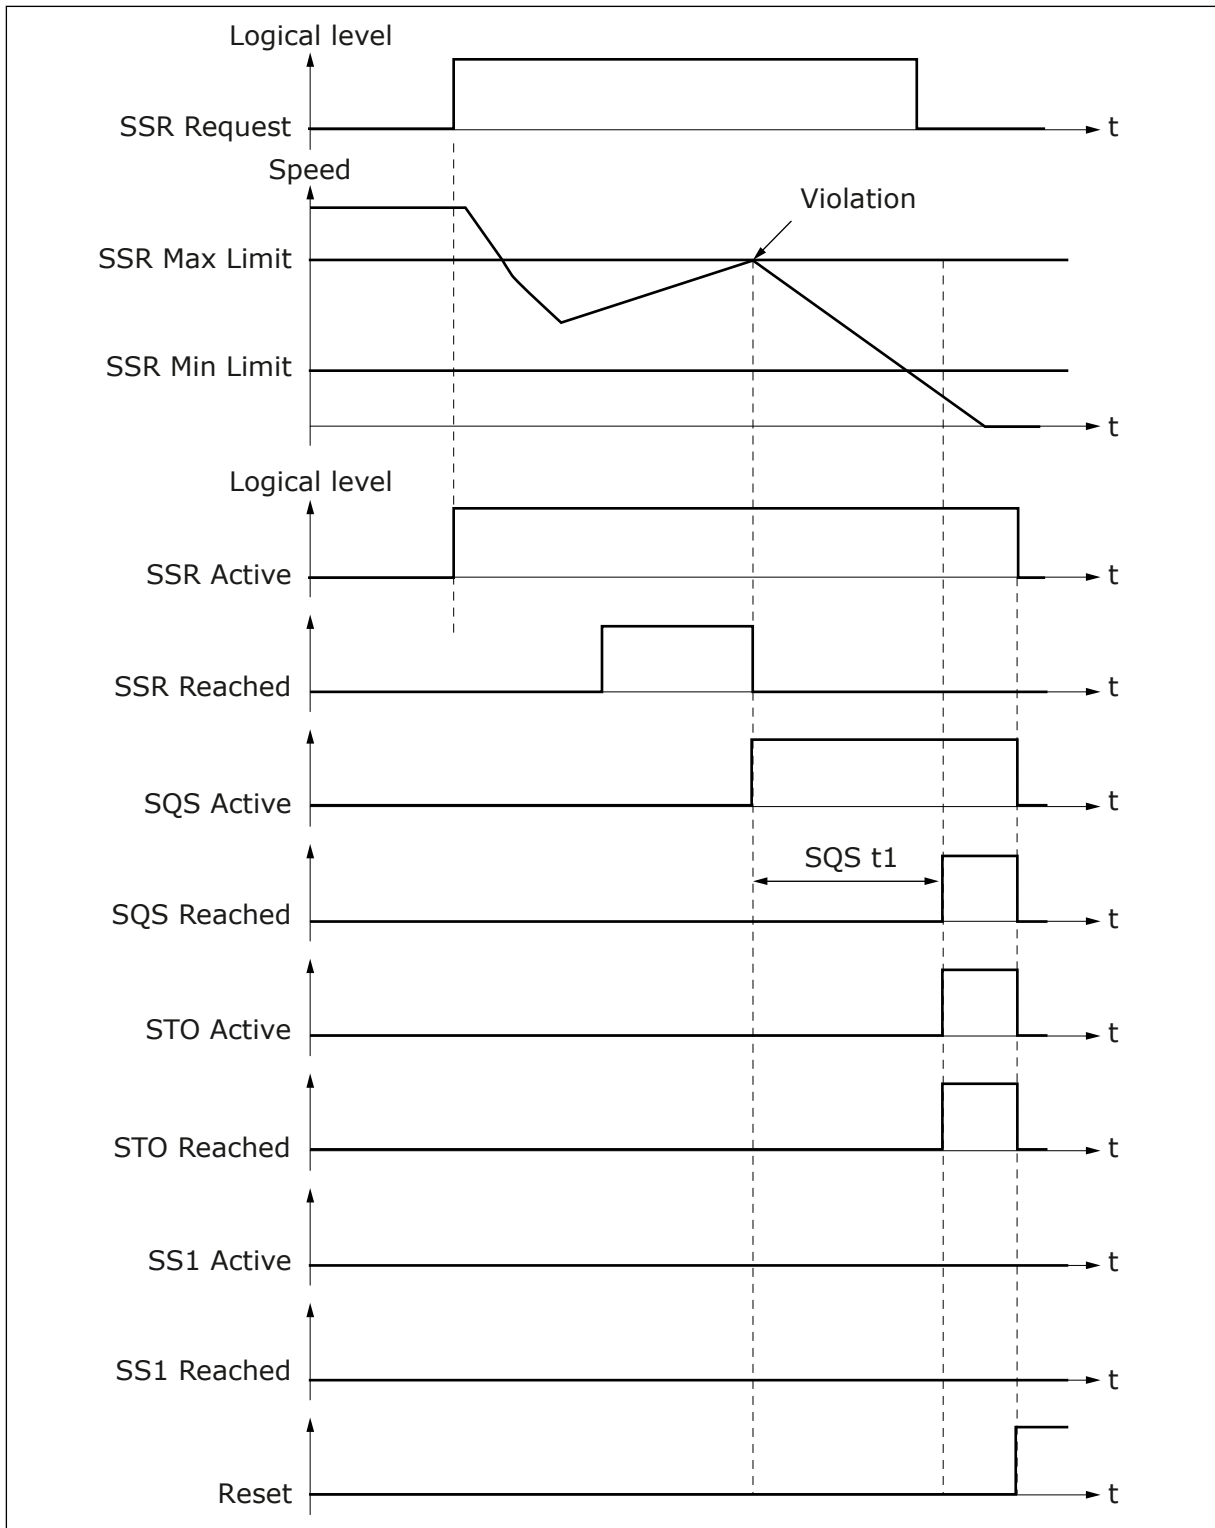 Logical level
SSR Request
t
Speed
Violation
SSR Max Limit
SSR Min Limit
t
Logical level
SSR Active
t
SSR Reached
t
SQS Active
t
SQS t1
SQS Reached
t
STO Active
t
STO Reached
t
SS1 Active
t
SS1 Reached
t
Reset
t